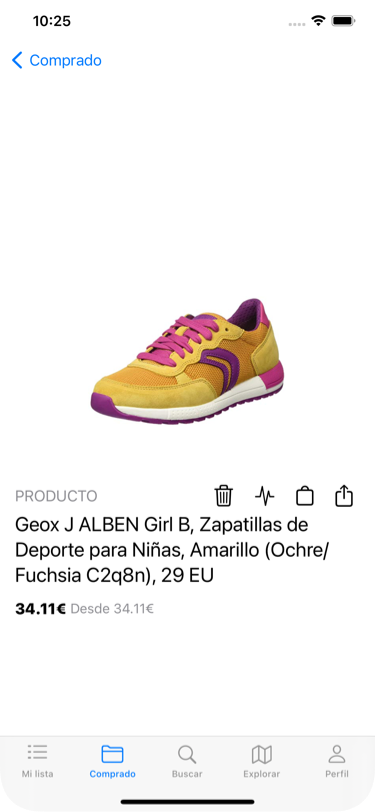 10:25
Comprado
PRODUCTO
Geox J ALBEN Girl B, Zapatillas de
Deporte para Niñas, Amarillo (Ochre/
Fuchsia C2q8n), 29 EU
34.11€ Desde 34.11€
Mi lista Comprado Buscar Explorar Perfil